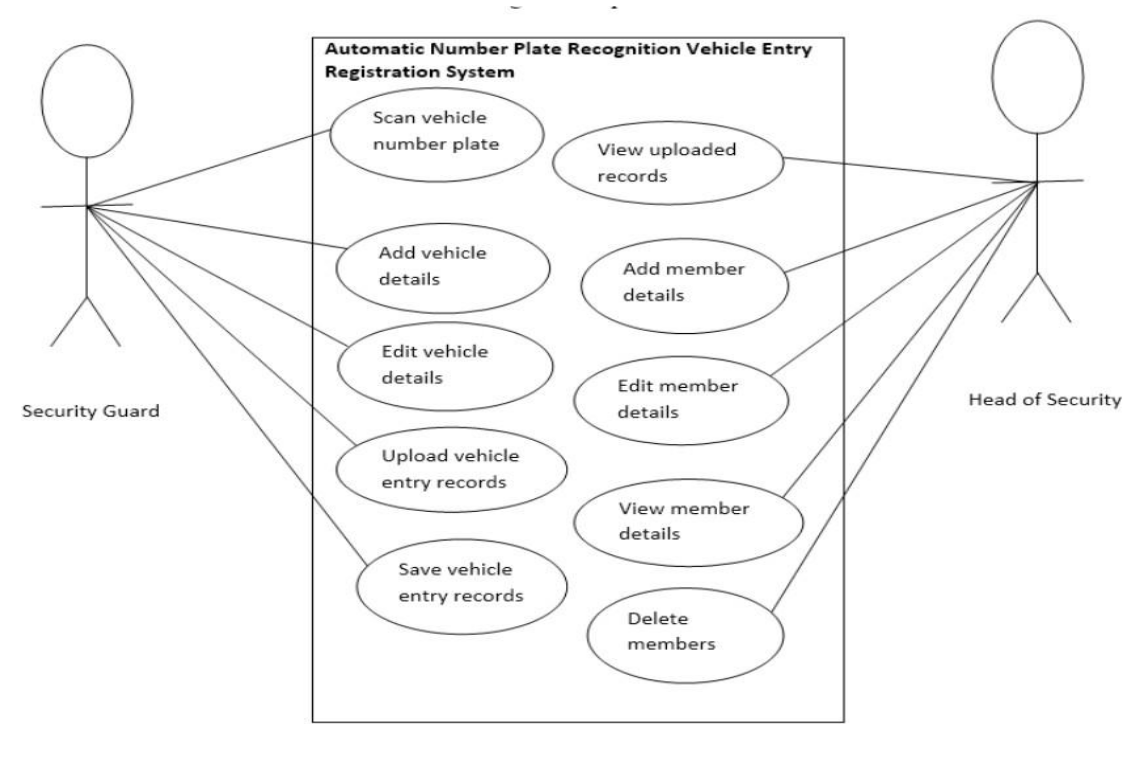 Automatic Number Plate Recognition Vehicle Entry
Registration System
Scan vehicle
number plate
View uploaded
records
Add vehicle
details
Add member
details
Edit vehicle
details
Edit member
details
Security Guard
Head of Security
Upload vehicle
entry records
View member
details
Save vehicle
entry records
Delete
members